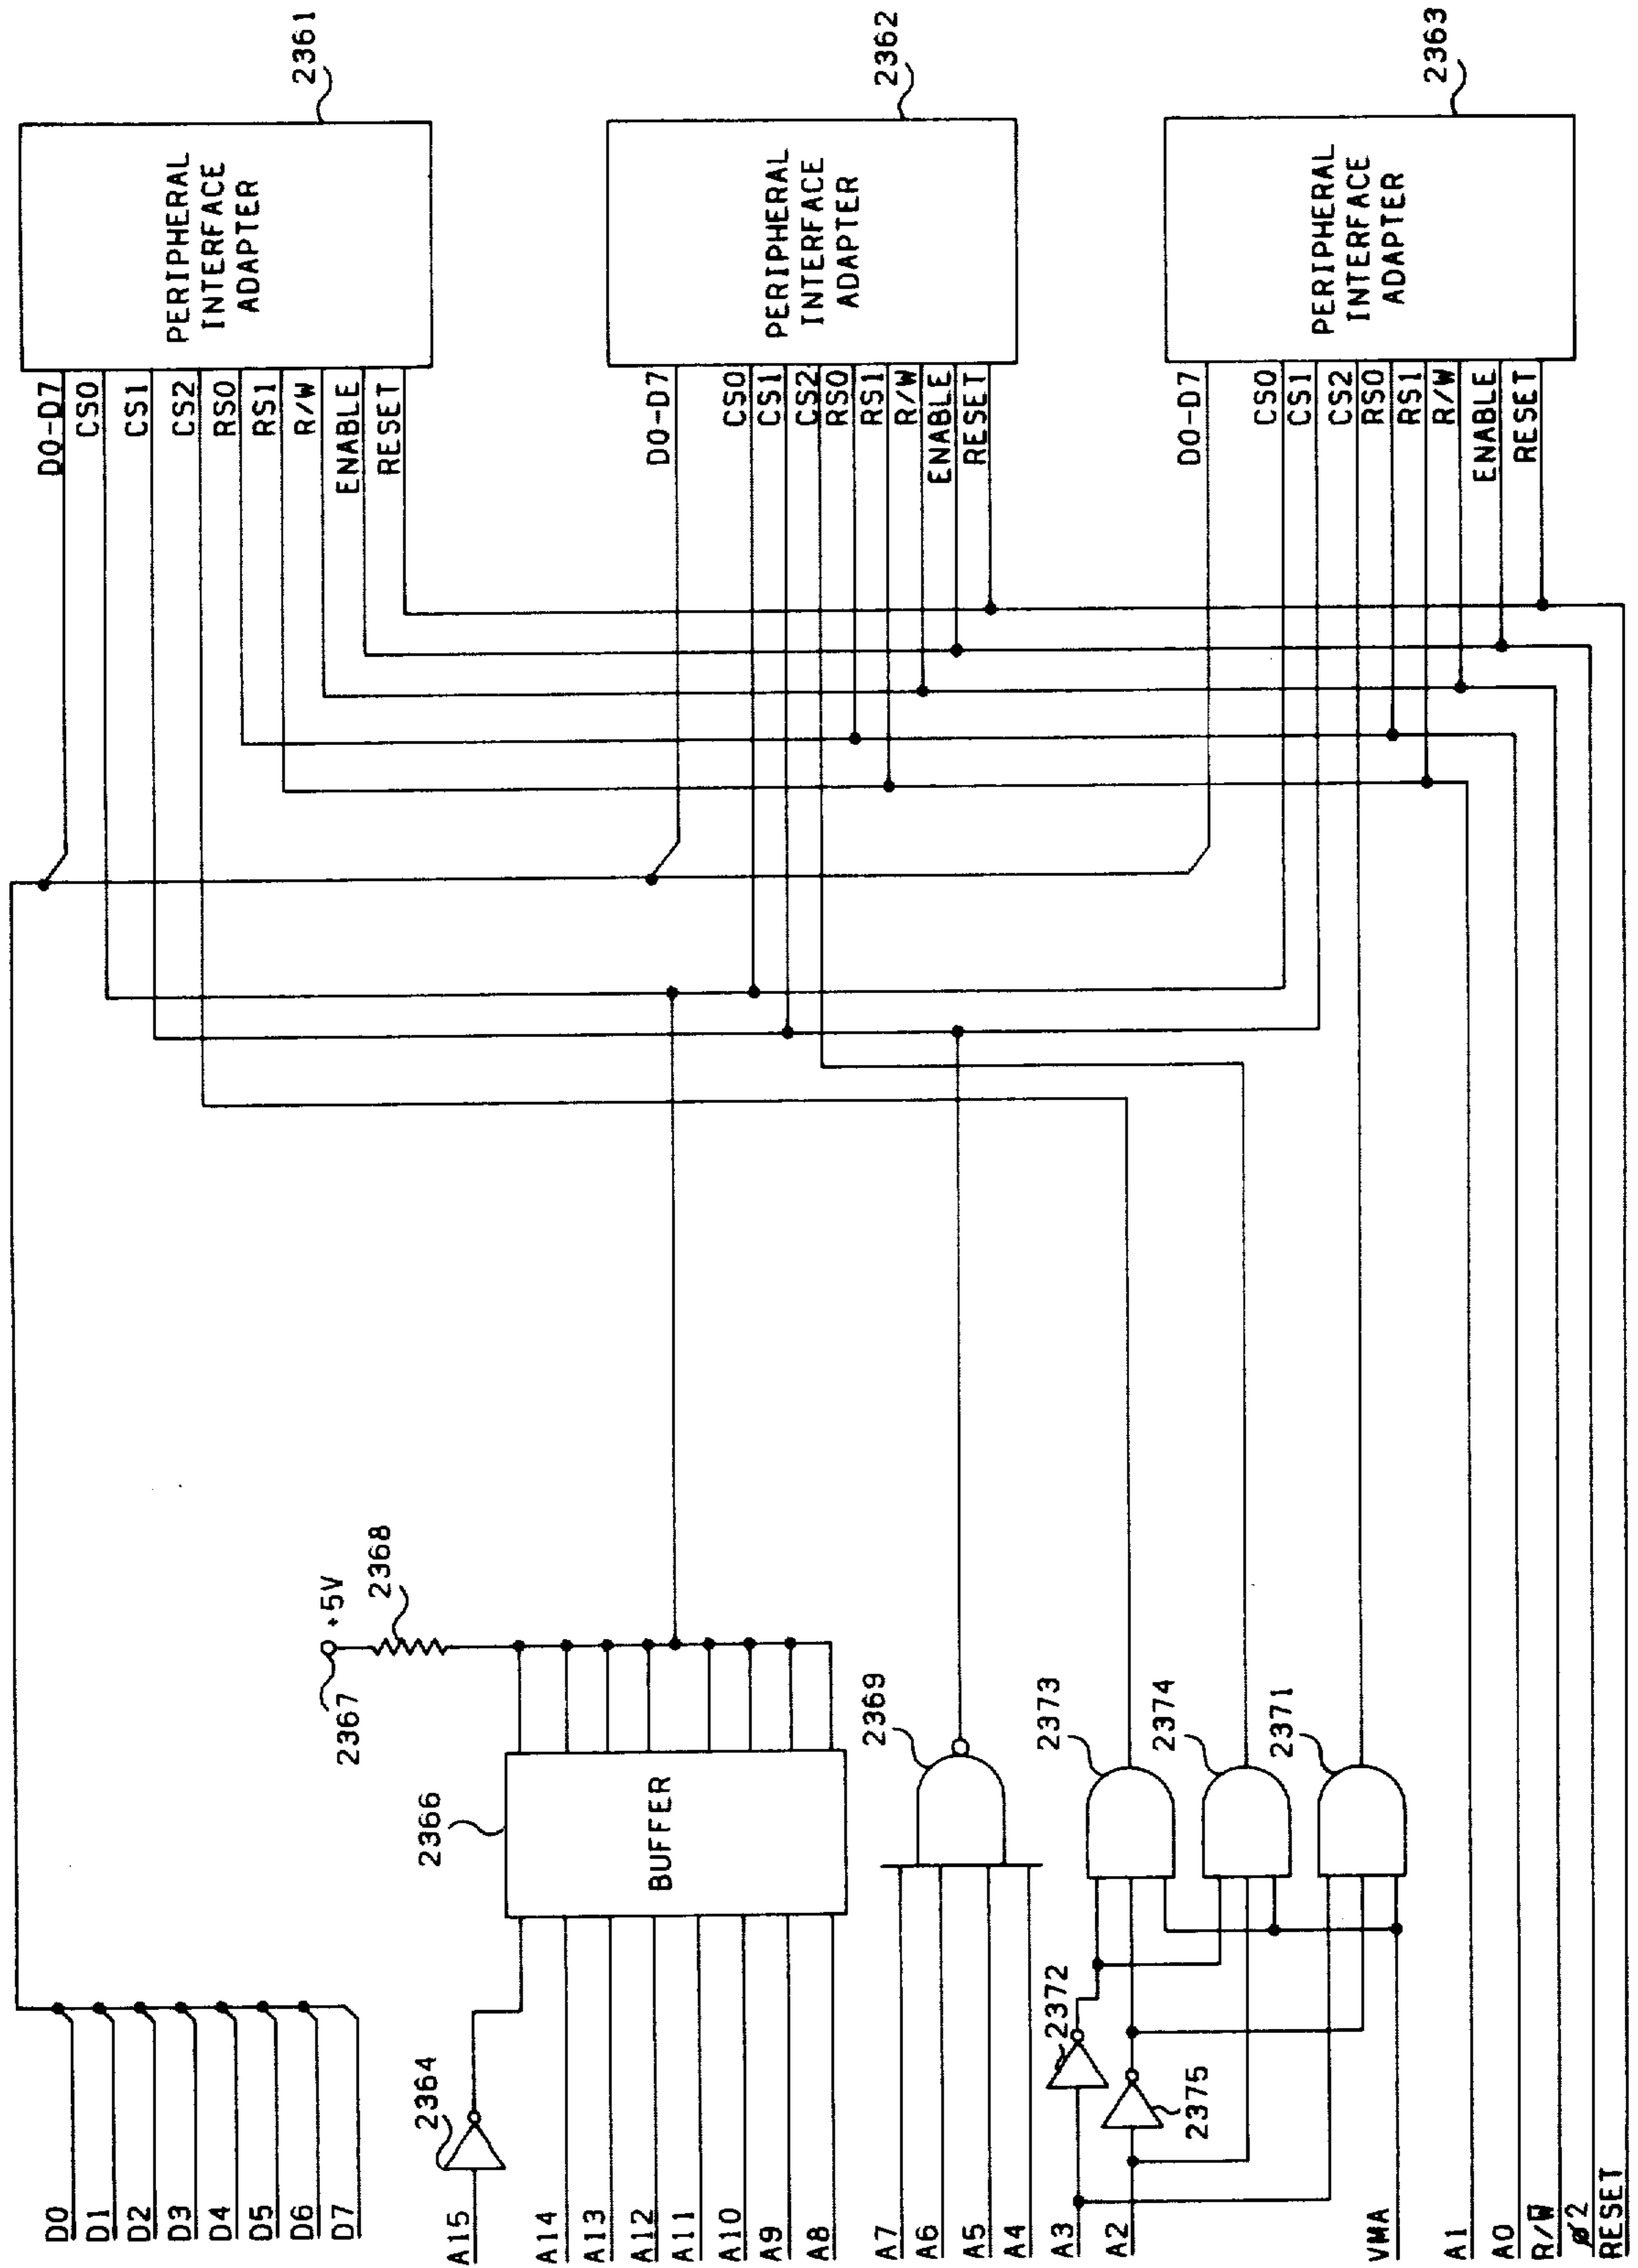 2361
PERIPHERAL
INTERFACE
ADAPTER
D0-D7
CS0
CS1
CS2
RS0
RS1
R/W
ENABLE
RESET
2362
PERIPHERAL
INTERFACE
ADAPTER
D0-D7
CS0
CS1
CS2
RS0
RS1
R/W
ENABLE
RESET
2363
PERIPHERAL
INTERFACE
ADAPTER
D0-D7
CS0
CS1
CS2
RS0
RS1
R/W
ENABLE
RESET
2367
+5V
2368
2366
BUFFER
2369
2373
2374
2371
2364
2372
2375
D0
D1
D2
D3
D4
D5
D6
D7
A15
A14
A13
A12
A11
A10
A9
A8
A7
A6
A5
A4
A3
A2
VMA
A1
A0
R/W̅
ø2
RESET